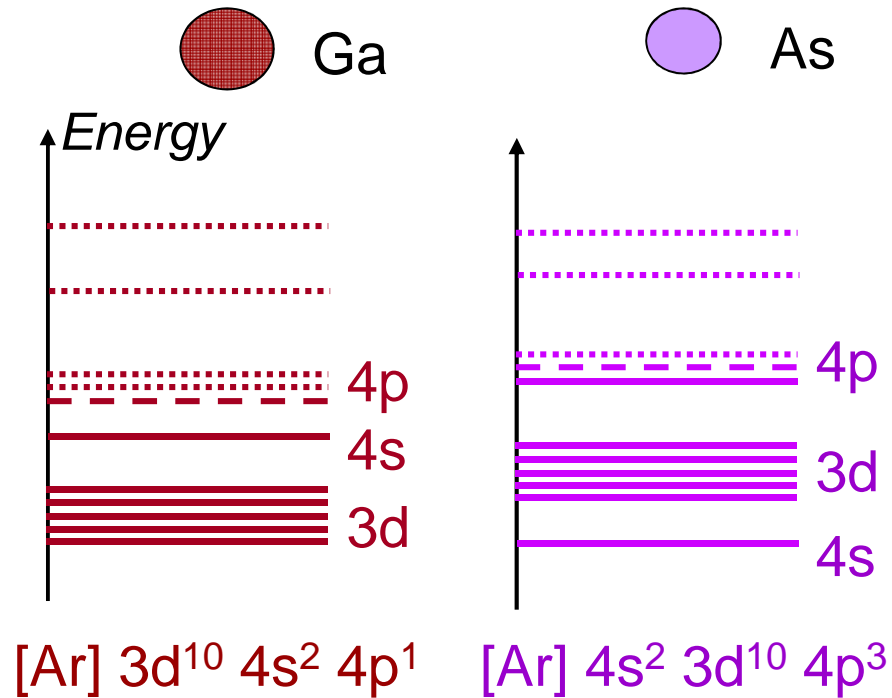 Ga
As
Energy
4p
4s
3d
4p
3d
4s
[Ar] 3d¹⁰ 4s² 4p¹
[Ar] 4s² 3d¹⁰ 4p³